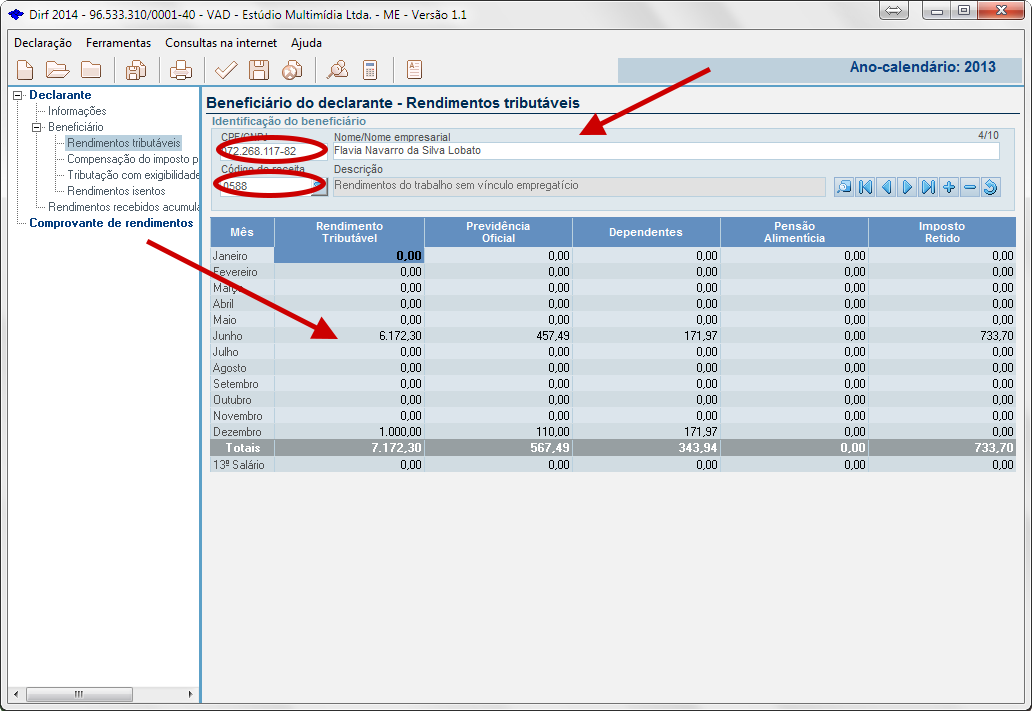 Dirf 2014 - 96.533.310/0001-40 - VAD - Estúdio Multimídia Ltda. - ME - Versão 1.1
Declaração Ferramentas Consultas na internet Ajuda
Ano-calendário: 2013
Declarante
Informações
Beneficiário
Rendimentos tributáveis
Compensação do imposto p
Tributação com exigibilidade
Rendimentos isentos
Rendimentos recebidos acumula
Comprovante de rendimentos
Beneficiário do declarante - Rendimentos tributáveis
Identificação do beneficiário
CPF/CNPJ Nome/Nome empresarial 4/10
072.268.117-82 Flavia Navarro da Silva Lobato
Código de receita Descrição
0588 Rendimentos do trabalho sem vínculo empregatício
Mês Rendimento Tributável Previdência Oficial Dependentes Pensão Alimentícia Imposto Retido
Janeiro 0,00 0,00 0,00 0,00 0,00
Fevereiro 0,00 0,00 0,00 0,00 0,00
Março 0,00 0,00 0,00 0,00 0,00
Abril 0,00 0,00 0,00 0,00 0,00
Maio 0,00 0,00 0,00 0,00 0,00
Junho 6.172,30 457,49 171,97 0,00 733,70
Julho 0,00 0,00 0,00 0,00 0,00
Agosto 0,00 0,00 0,00 0,00 0,00
Setembro 0,00 0,00 0,00 0,00 0,00
Outubro 0,00 0,00 0,00 0,00 0,00
Novembro 0,00 0,00 0,00 0,00 0,00
Dezembro 1.000,00 110,00 171,97 0,00 0,00
Totais 7.172,30 567,49 343,94 0,00 733,70
13º Salário 0,00 0,00 0,00 0,00 0,00